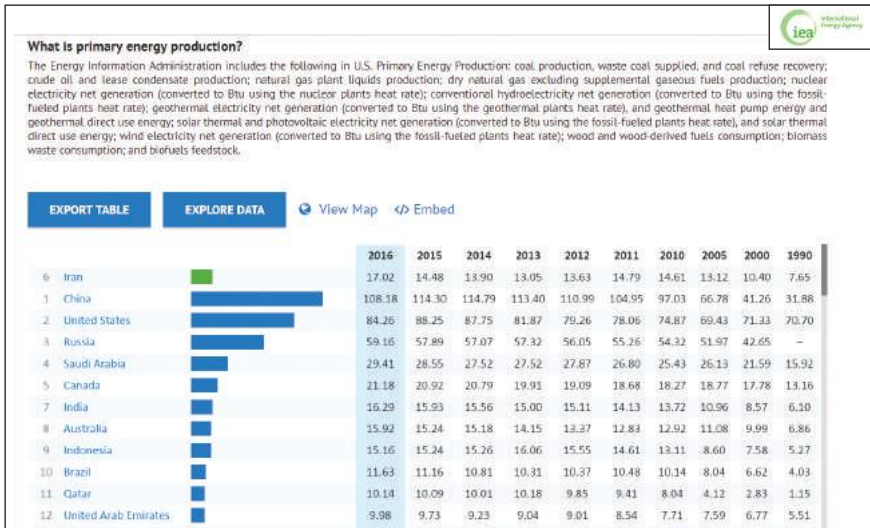 iea
International
Energy Agency
What is primary energy production?
The Energy Information Administration includes the following in U.S. Primary Energy Production: coal production, waste coal supplied, and coal refuse recovery;
crude oil and lease condensate production; natural gas plant liquids production; dry natural gas excluding supplemental gaseous fuels production; nuclear
electricity net generation (converted to Btu using the nuclear plants heat rate); conventional hydroelectricity net generation (converted to Btu using the fossil-
fueled plants heat rate); geothermal electricity net generation (converted to Btu using the geothermal plants heat rate), and geothermal heat pump energy and
geothermal direct use energy; solar thermal and photovoltaic electricity net generation (converted to Btu using the fossil-fueled plants heat rate), and solar thermal
direct use energy; wind electricity net generation (converted to Btu using the fossil-fueled plants heat rate); wood and wood-derived fuels consumption; biomass
waste consumption; and biofuels feedstock.
EXPORT TABLE EXPLORE DATA View Map </> Embed
2016 2015 2014 2013 2012 2011 2010 2005 2000 1990
6 Iran 17.02 14.48 13.90 13.05 13.63 14.79 14.61 13.12 10.40 7.65
1 China 108.18 114.30 114.79 113.40 110.99 104.95 97.03 66.78 41.26 31.88
2 United States 84.26 88.25 87.75 81.87 79.26 78.06 74.87 69.43 71.33 70.70
3 Russia 59.16 57.89 57.07 57.32 56.05 55.26 54.32 51.97 42.65 –
4 Saudi Arabia 29.41 28.55 27.52 27.52 27.87 26.80 25.43 26.13 21.59 15.92
5 Canada 21.18 20.92 20.79 19.91 19.09 18.68 18.27 18.77 17.78 13.16
7 India 16.29 15.93 15.56 15.00 15.11 14.13 13.72 10.96 8.57 6.10
8 Australia 15.92 15.24 15.18 14.15 13.37 12.83 12.92 11.08 9.99 6.86
9 Indonesia 15.16 15.24 15.26 16.06 15.55 14.61 13.11 8.60 7.58 5.27
10 Brazil 11.63 11.16 10.81 10.31 10.37 10.48 10.14 8.04 6.62 4.03
11 Qatar 10.14 10.09 10.01 10.18 9.85 9.41 8.04 4.12 2.83 1.15
12 United Arab Emirates 9.98 9.73 9.23 9.04 9.01 8.54 7.71 7.59 6.77 5.51